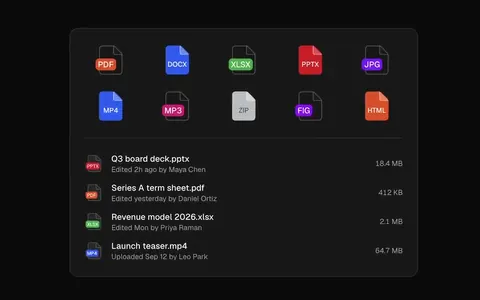 PDF
DOCX
XLSX
PPTX
JPG
MP4
MP3
ZIP
FIG
HTML
PPTX
Q3 board deck.pptx
Edited 2h ago by Maya Chen
18.4 MB
PDF
Series A term sheet.pdf
Edited yesterday by Daniel Ortiz
412 KB
XLSX
Revenue model 2026.xlsx
Edited Mon by Priya Raman
2.1 MB
MP4
Launch teaser.mp4
Uploaded Sep 12 by Leo Park
64.7 MB